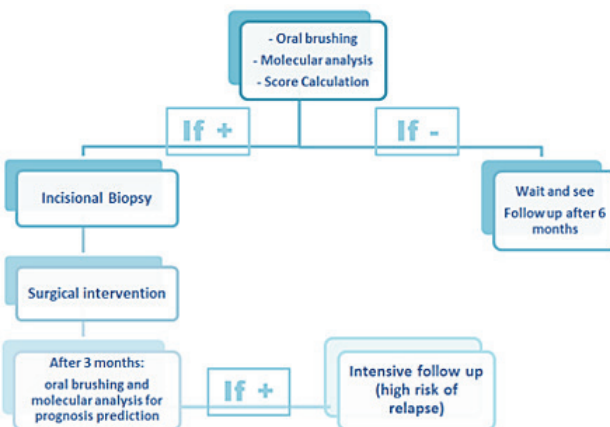 - Oral brushing
- Molecular analysis
- Score Calculation
If +
If -
Incisional Biopsy
Wait and see
Follow up after 6
months
Surgical intervention
After 3 months:
oral brushing and
molecular analysis for
prognosis prediction
If +
Intensive follow up
(high risk of
relapse)